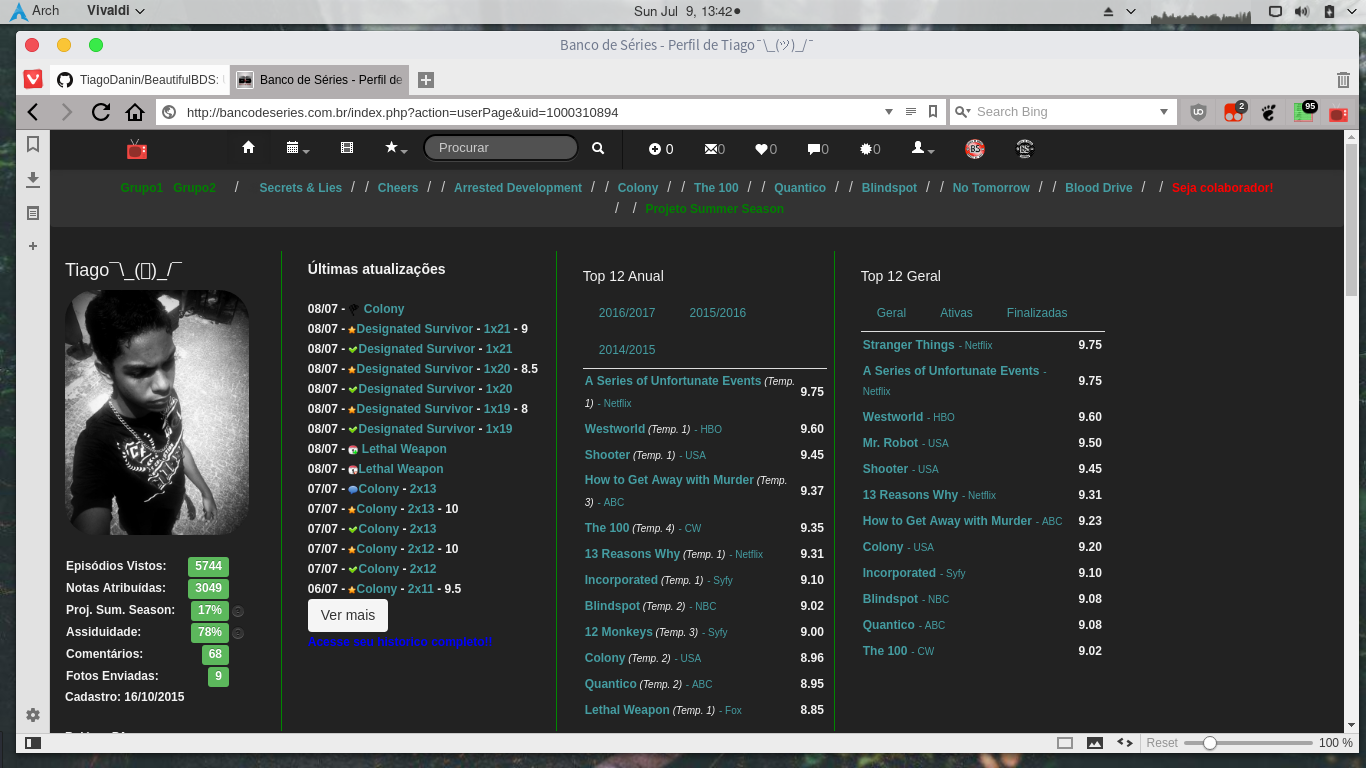 Arch Vivaldi Sun Jul 9, 13:42
Banco de Séries - Perfil de Tiago¯\_(ツ)_/¯
TiagoDanin/BeautifulBDS: Banco de Séries - Perfil de
http://bancodeseries.com.br/index.php?action=userPage&uid=1000310894 Search Bing 2 95
Procurar 0 0 0 0 0
Grupo1 Grupo2 / Secrets & Lies / / Cheers / / Arrested Development / / Colony / / The 100 / / Quantico / / Blindspot / / No Tomorrow / / Blood Drive / / Seja colaborador!
/ / Projeto Summer Season
Tiago¯\_([])_/¯
Episódios Vistos: 5744
Notas Atribuídas: 3049
Proj. Sum. Season: 17%
Assiduidade: 78%
Comentários: 68
Fotos Enviadas: 9
Cadastro: 16/10/2015
Últimas atualizações
08/07 - Colony
08/07 - Designated Survivor - 1x21 - 9
08/07 - Designated Survivor - 1x21
08/07 - Designated Survivor - 1x20 - 8.5
08/07 - Designated Survivor - 1x20
08/07 - Designated Survivor - 1x19 - 8
08/07 - Designated Survivor - 1x19
08/07 - Lethal Weapon
08/07 - Lethal Weapon
07/07 - Colony - 2x13
07/07 - Colony - 2x13 - 10
07/07 - Colony - 2x13
07/07 - Colony - 2x12 - 10
07/07 - Colony - 2x12
06/07 - Colony - 2x11 - 9.5
Ver mais
Acesse seu histórico completo!!
Top 12 Anual
2016/2017 2015/2016
2014/2015
A Series of Unfortunate Events (Temp.
1) - Netflix 9.75
Westworld (Temp. 1) - HBO 9.60
Shooter (Temp. 1) - USA 9.45
How to Get Away with Murder (Temp.
3) - ABC 9.37
The 100 (Temp. 4) - CW 9.35
13 Reasons Why (Temp. 1) - Netflix 9.31
Incorporated (Temp. 1) - Syfy 9.10
Blindspot (Temp. 2) - NBC 9.02
12 Monkeys (Temp. 3) - Syfy 9.00
Colony (Temp. 2) - USA 8.96
Quantico (Temp. 2) - ABC 8.95
Lethal Weapon (Temp. 1) - Fox 8.85
Top 12 Geral
Geral Ativas Finalizadas
Stranger Things - Netflix 9.75
A Series of Unfortunate Events -
Netflix 9.75
Westworld - HBO 9.60
Mr. Robot - USA 9.50
Shooter - USA 9.45
13 Reasons Why - Netflix 9.31
How to Get Away with Murder - ABC 9.23
Colony - USA 9.20
Incorporated - Syfy 9.10
Blindspot - NBC 9.08
Quantico - ABC 9.08
The 100 - CW 9.02
Reset 100 %